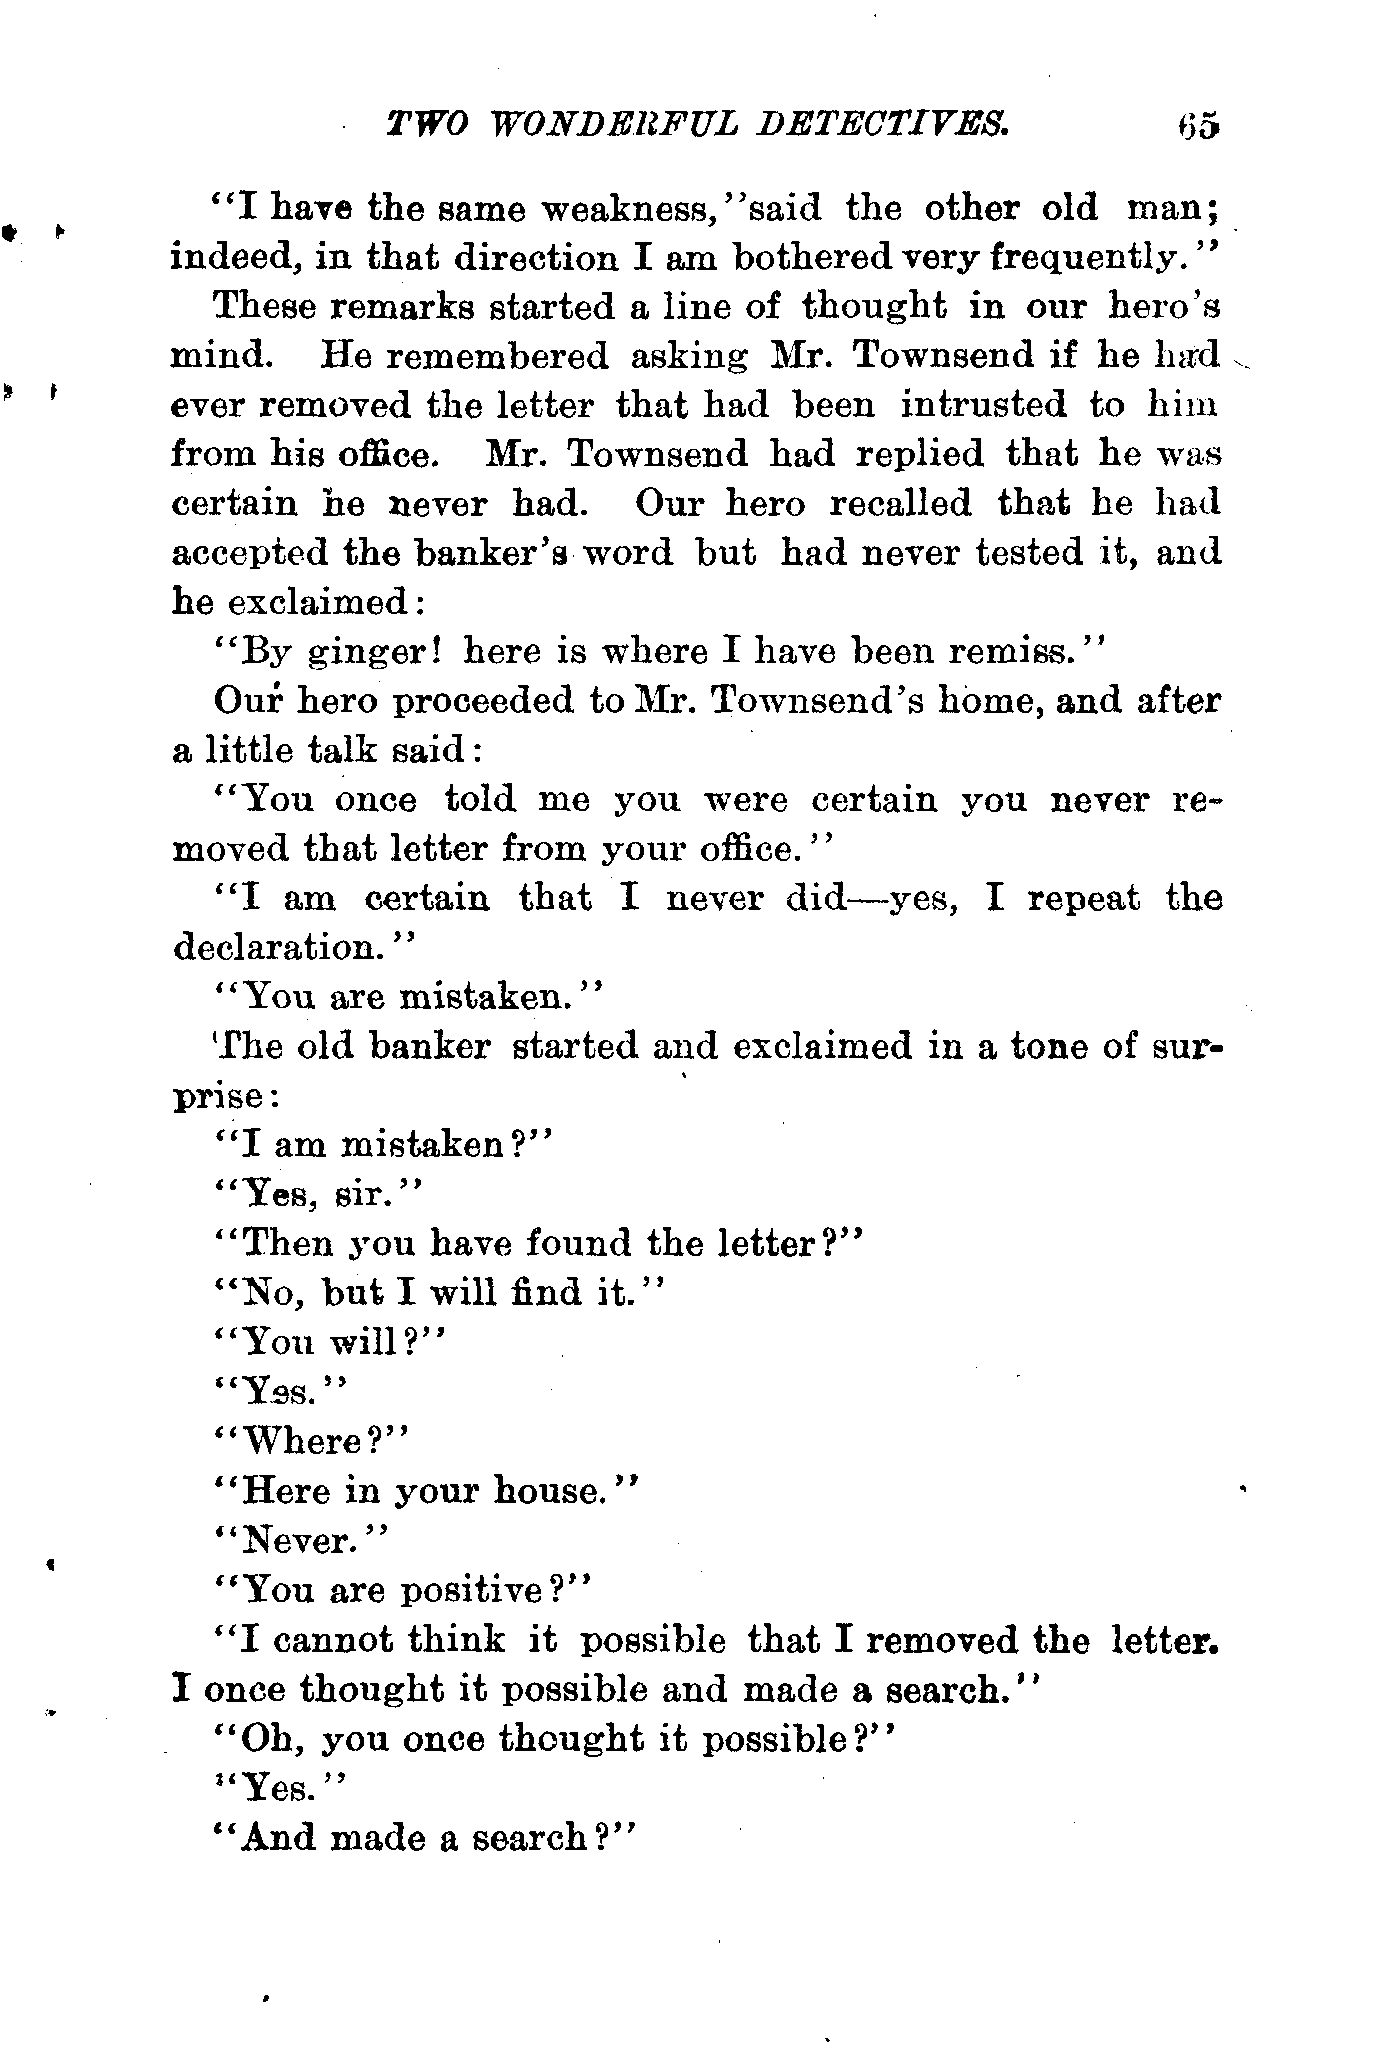 TWO WONDERFUL DETECTIVES. 65
"I have the same weakness,"said the other old man;
indeed, in that direction I am bothered very frequently."
These remarks started a line of thought in our hero's
mind. He remembered asking Mr. Townsend if he had
ever removed the letter that had been intrusted to him
from his office. Mr. Townsend had replied that he was
certain he never had. Our hero recalled that he had
accepted the banker's word but had never tested it, and
he exclaimed:
"By ginger! here is where I have been remiss."
Our hero proceeded to Mr. Townsend's home, and after
a little talk said:
"You once told me you were certain you never re-
moved that letter from your office."
"I am certain that I never did—yes, I repeat the
declaration."
"You are mistaken."
The old banker started and exclaimed in a tone of sur-
prise:
"I am mistaken?"
"Yes, sir."
"Then you have found the letter?"
"No, but I will find it."
"You will?"
"Yes."
"Where?"
"Here in your house."
"Never."
"You are positive?"
"I cannot think it possible that I removed the letter.
I once thought it possible and made a search."
"Oh, you once thought it possible?"
"Yes."
"And made a search?"